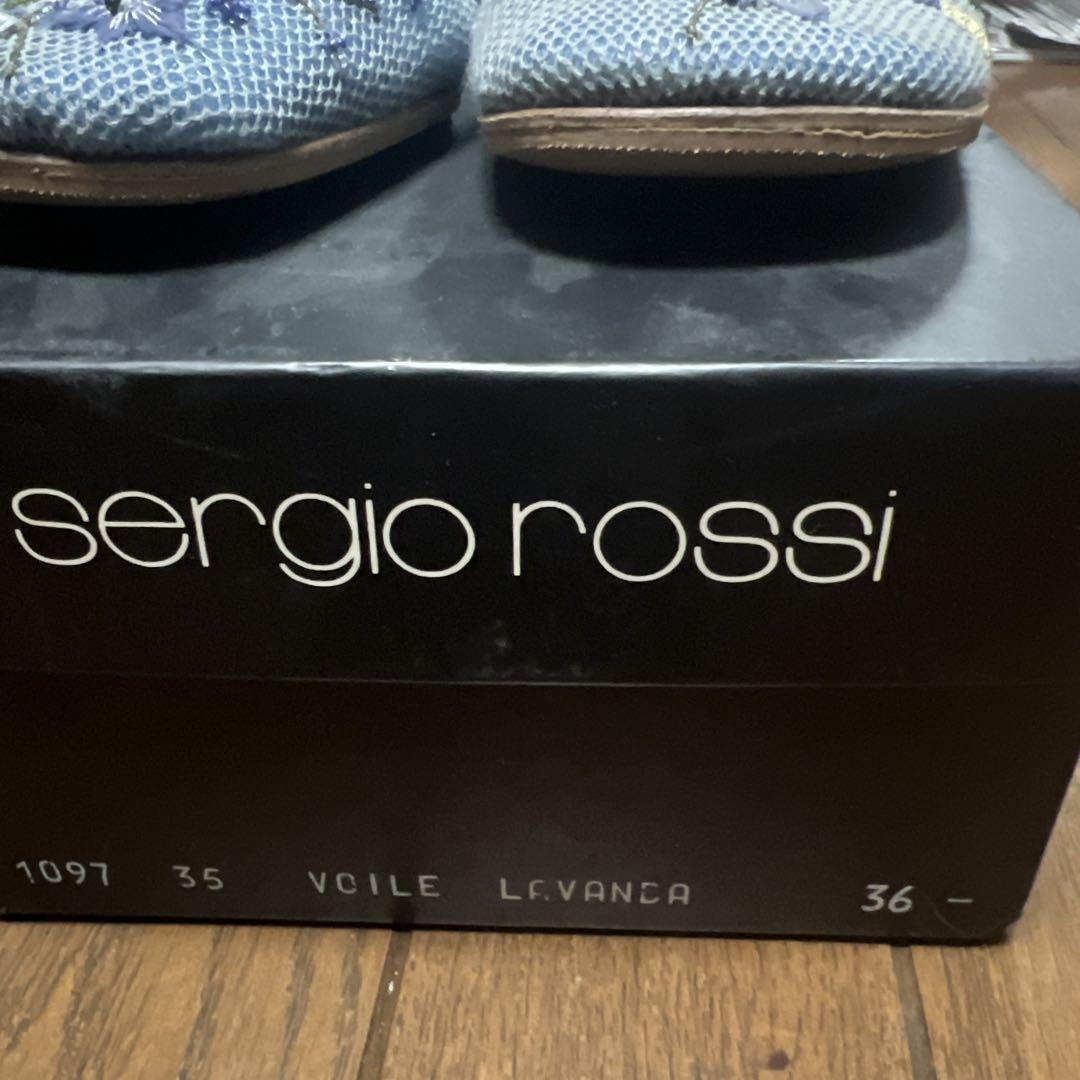 sergio rossi
1097 35 VOILE LAVANDA 36 -